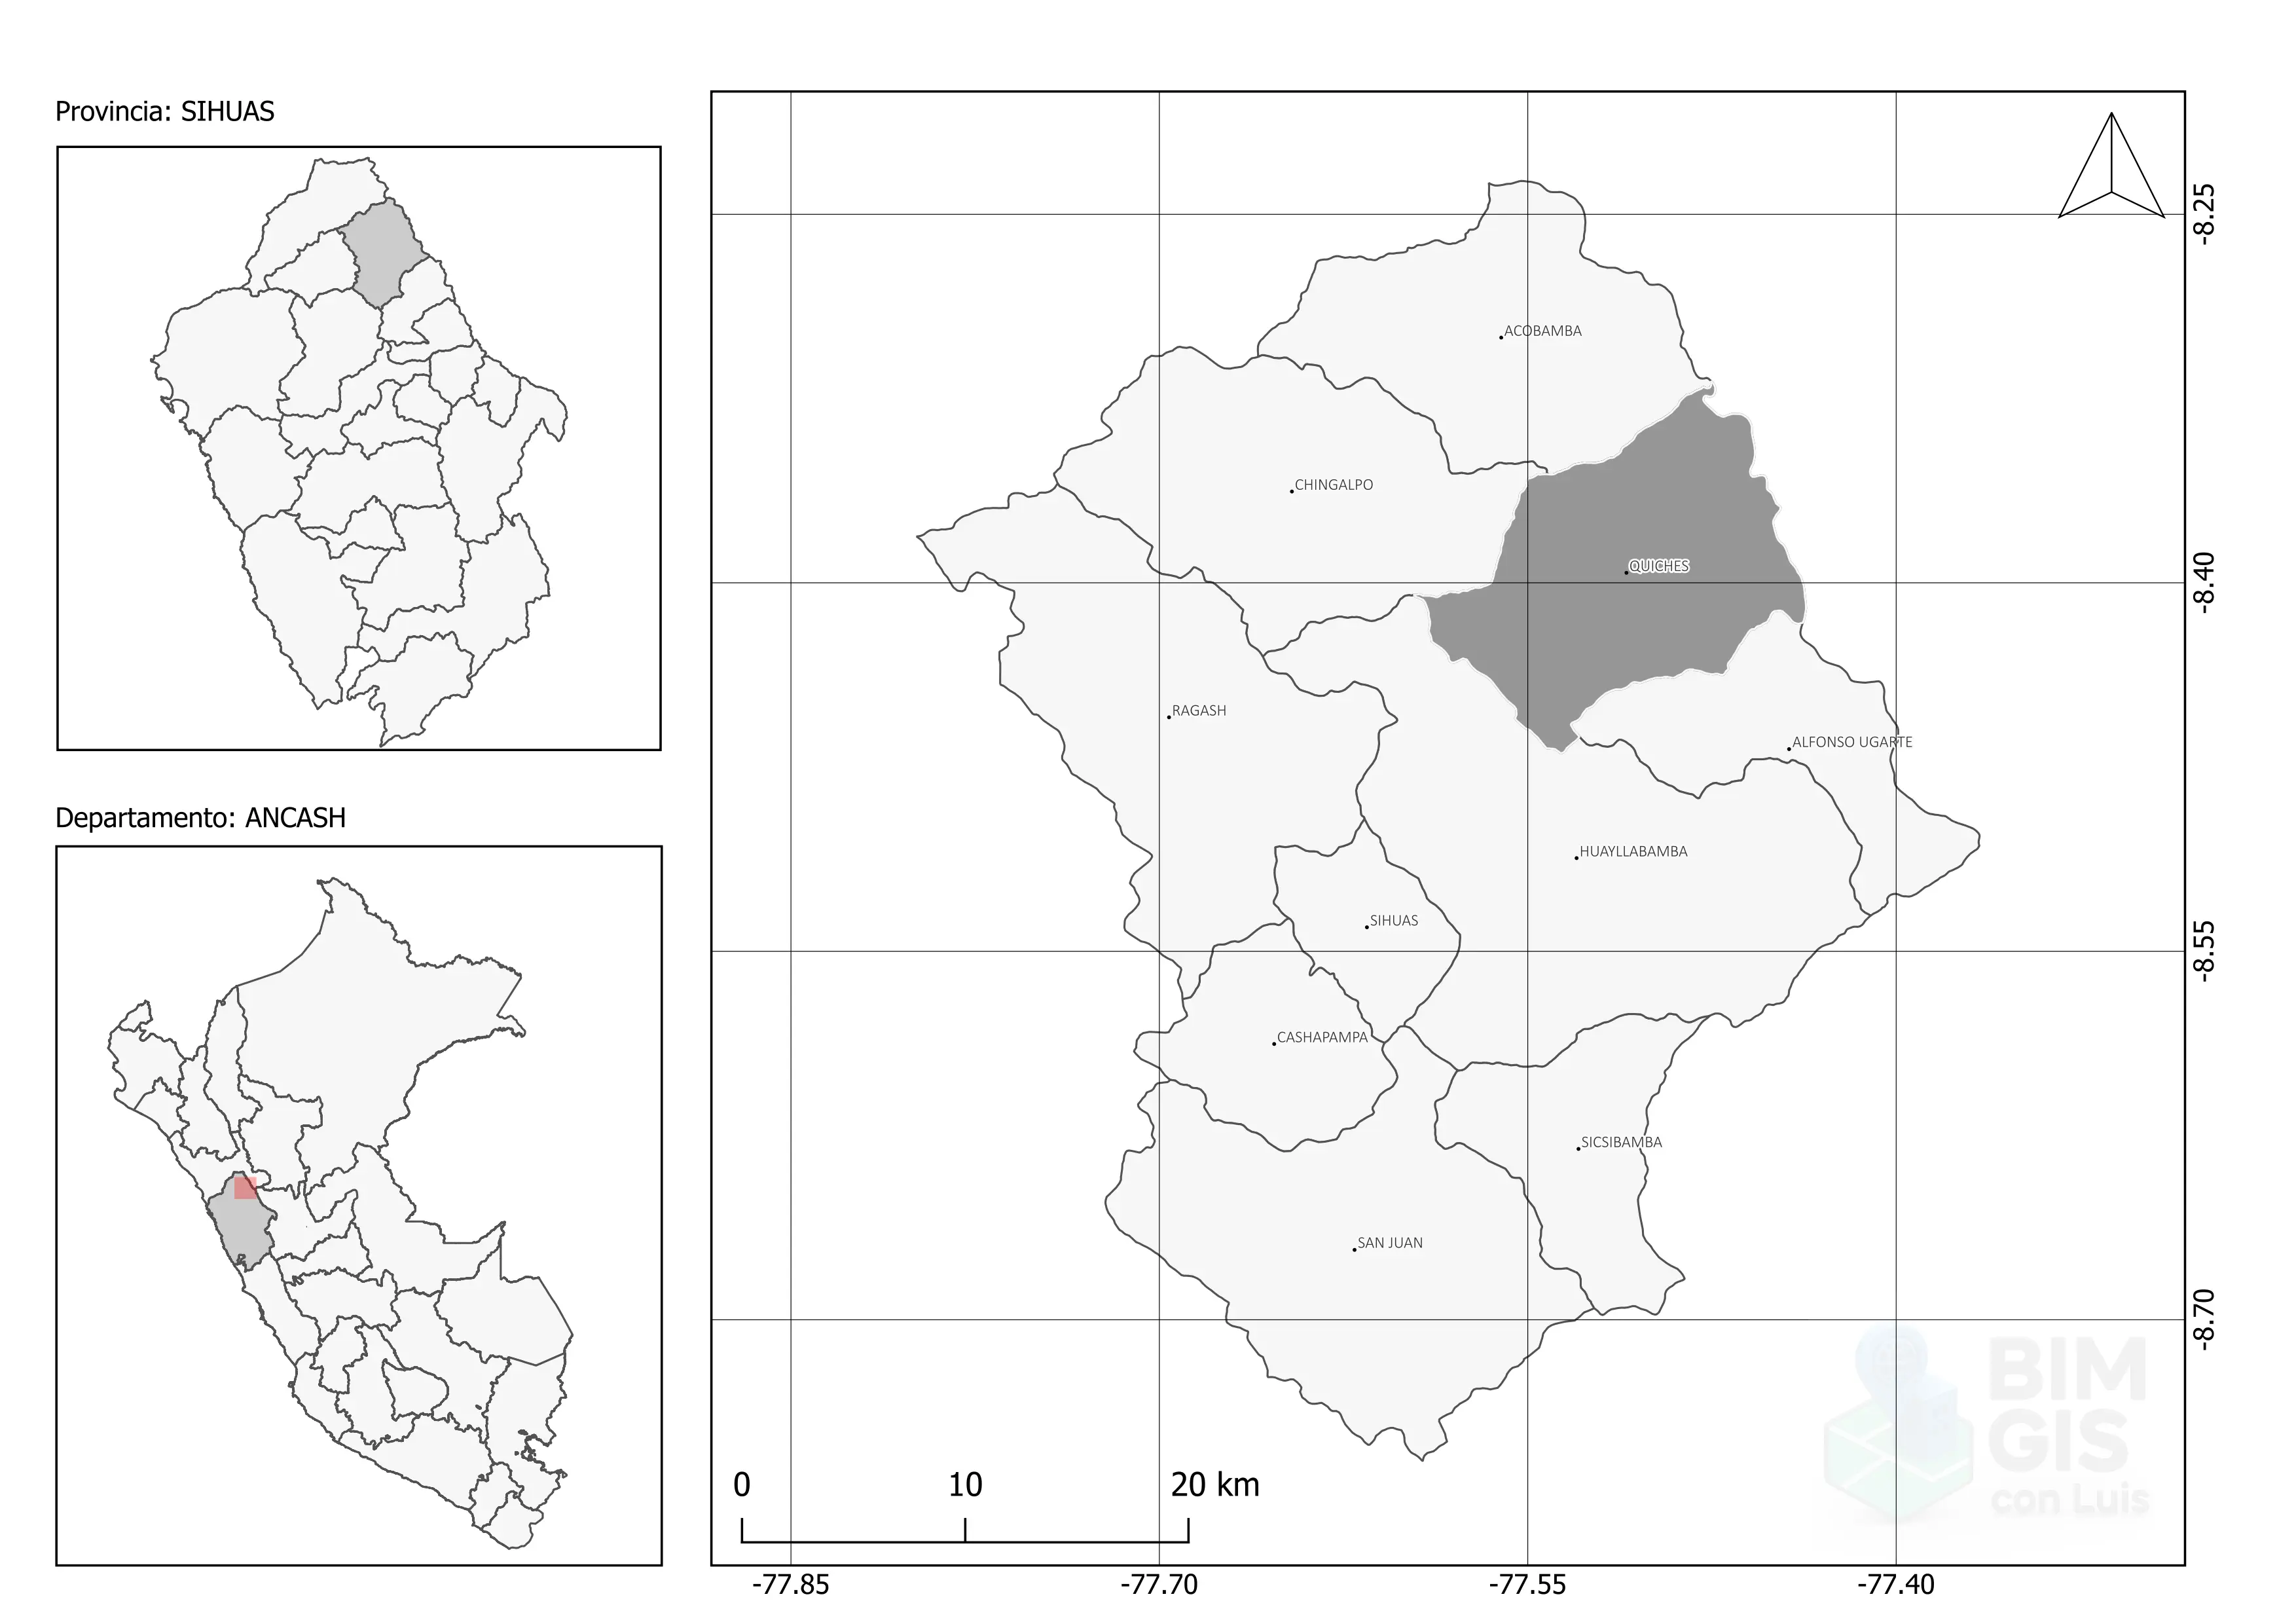 Provincia: SIHUAS
Departamento: ANCASH
ACOBAMBA
CHINGALPO
QUICHES
RAGASH
ALFONSO UGARTE
HUAYLLABAMBA
SIHUAS
CASHAPAMPA
SICSIBAMBA
SAN JUAN
0 10 20 km
-8.25
-8.40
-8.55
-8.70
-77.85 -77.70 -77.55 -77.40
BIM
GIS
con Luis